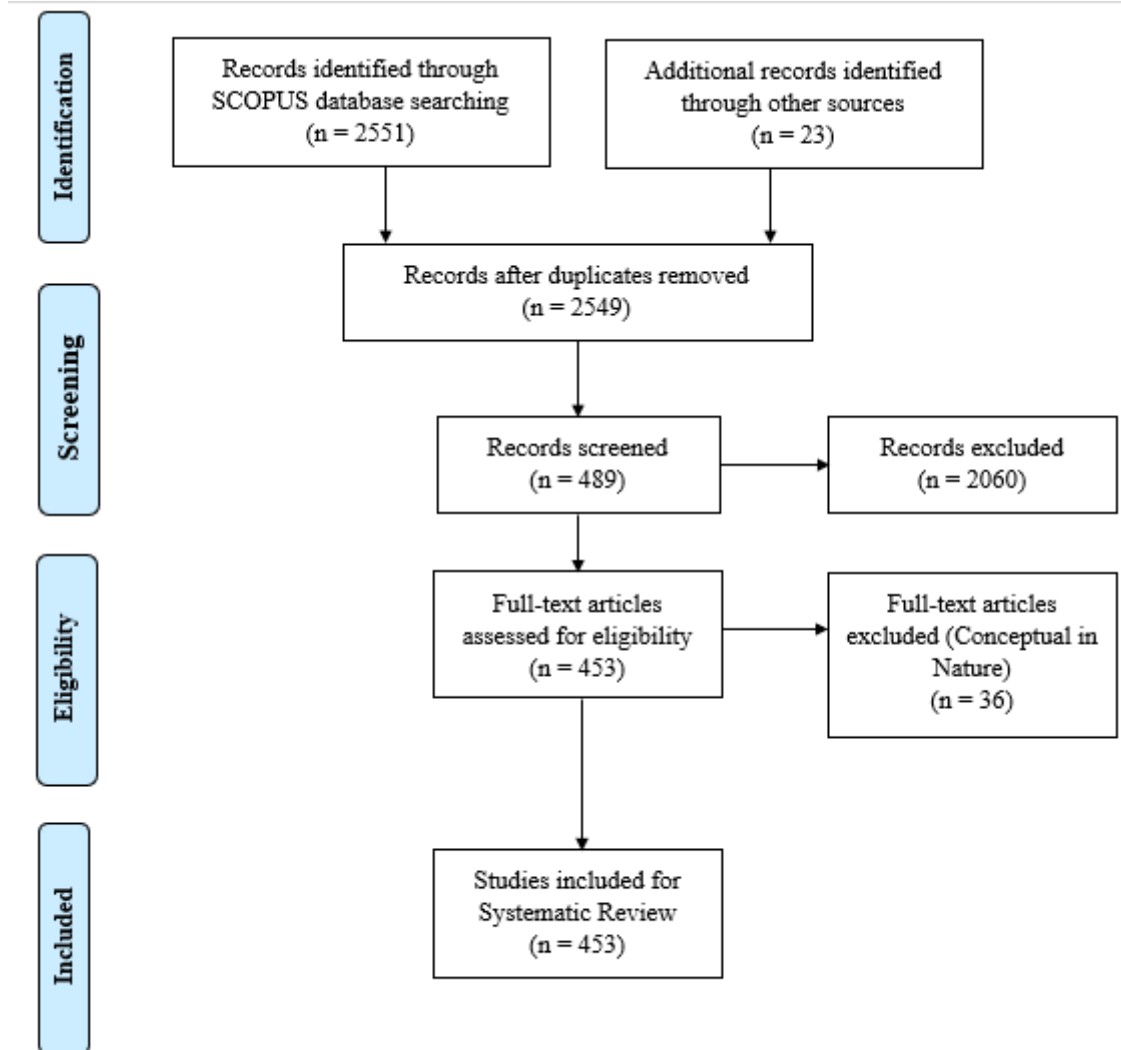 Identification
Records identified through
SCOPUS database searching
(n = 2551)
Additional records identified
through other sources
(n = 23)
Records after duplicates removed
(n = 2549)
Screening
Records screened
(n = 489)
Records excluded
(n = 2060)
Eligibility
Full-text articles
assessed for eligibility
(n = 453)
Full-text articles
excluded (Conceptual in
Nature)
(n = 36)
Included
Studies included for
Systematic Review
(n = 453)